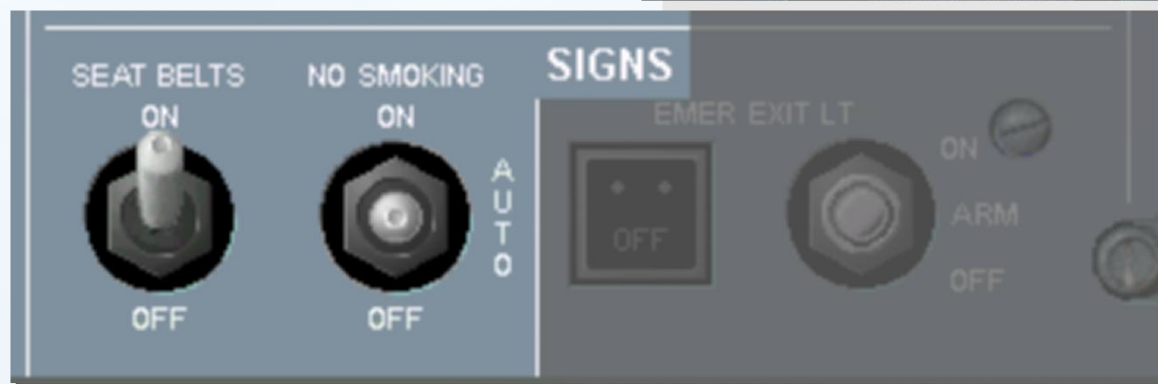 SIGNS
SEAT BELTS
ON
OFF
NO SMOKING
ON
AUTO
OFF
EMER EXIT LT
OFF
ON
ARM
OFF